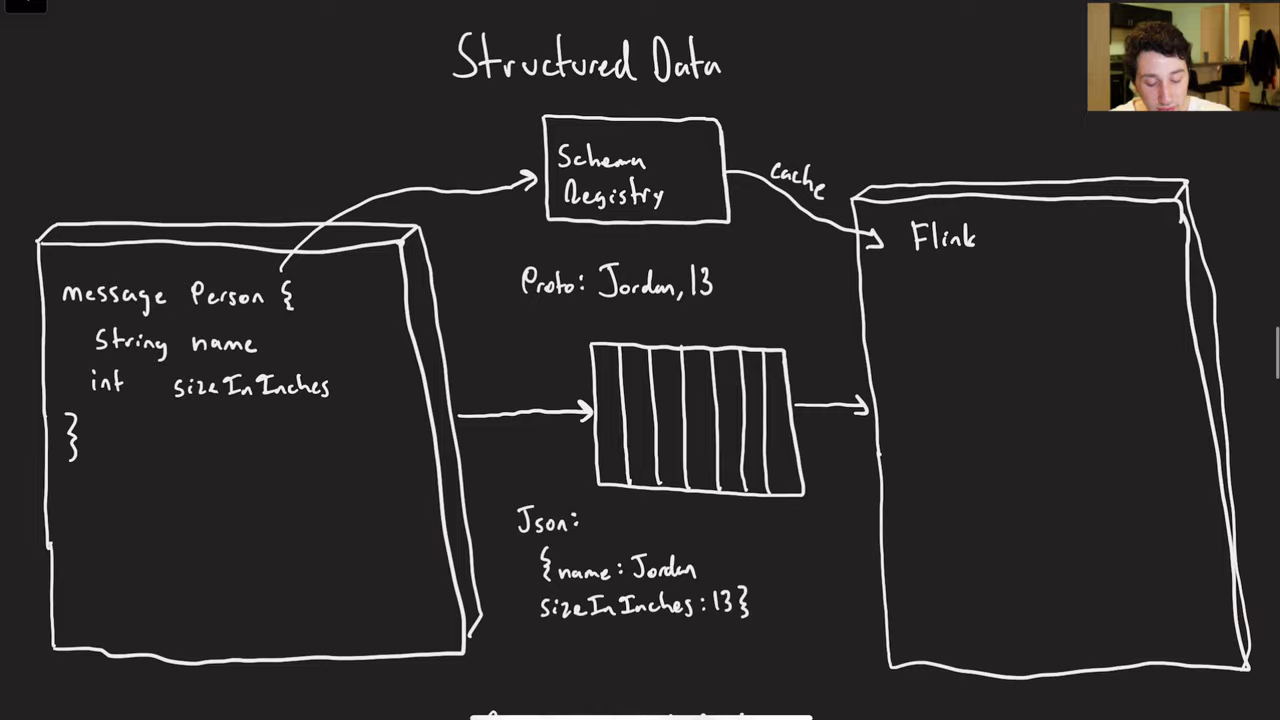 Structured Data
Schema
Registry
cache
Flink
message Person {
String name
int sizeInInches
}
Proto: Jordan, 13
Json:
{name: Jordan
sizeInInches: 13}